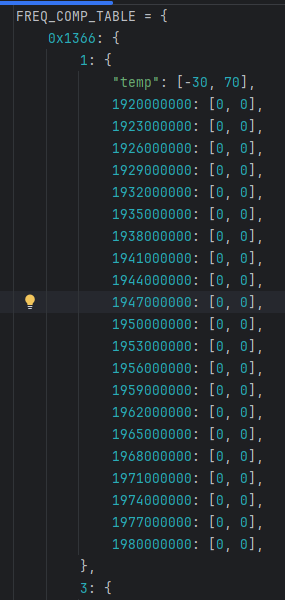 FREQ_COMP_TABLE = {
0x1366: {
1: {
"temp": [-30, 70],
1920000000: [0, 0],
1923000000: [0, 0],
1926000000: [0, 0],
1929000000: [0, 0],
1932000000: [0, 0],
1935000000: [0, 0],
1938000000: [0, 0],
1941000000: [0, 0],
1944000000: [0, 0],
1947000000: [0, 0],
1950000000: [0, 0],
1953000000: [0, 0],
1956000000: [0, 0],
1959000000: [0, 0],
1962000000: [0, 0],
1965000000: [0, 0],
1968000000: [0, 0],
1971000000: [0, 0],
1974000000: [0, 0],
1977000000: [0, 0],
1980000000: [0, 0],
},
3: {